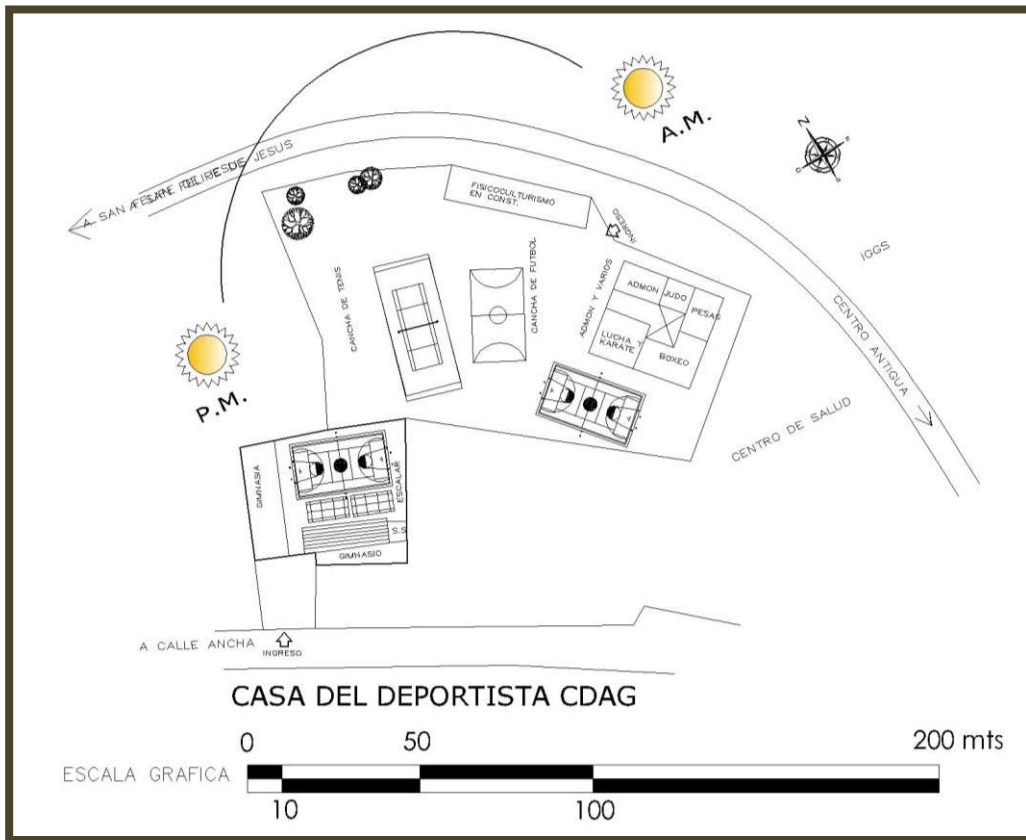 A.M.
N
E
S
O
A SAN FELIPE DE JESUS
FISICOCULTURISMO
EN CONST.
INGRESO
IGGS
CANCHA DE TENIS
CANCHA DE FUTBOL
ADMON Y VARIOS
ADMON
JUDO
PESAS
LUCHA Y
KARATE
BOXEO
CENTRO ANTIGUA
CENTRO DE SALUD
P.M.
GIMNASIA
ESCALAR
S.S
GIMNASIO
A CALLE ANCHA
INGRESO
CASA DEL DEPORTISTA CDAG
0 50 200 mts
ESCALA GRAFICA
10 100